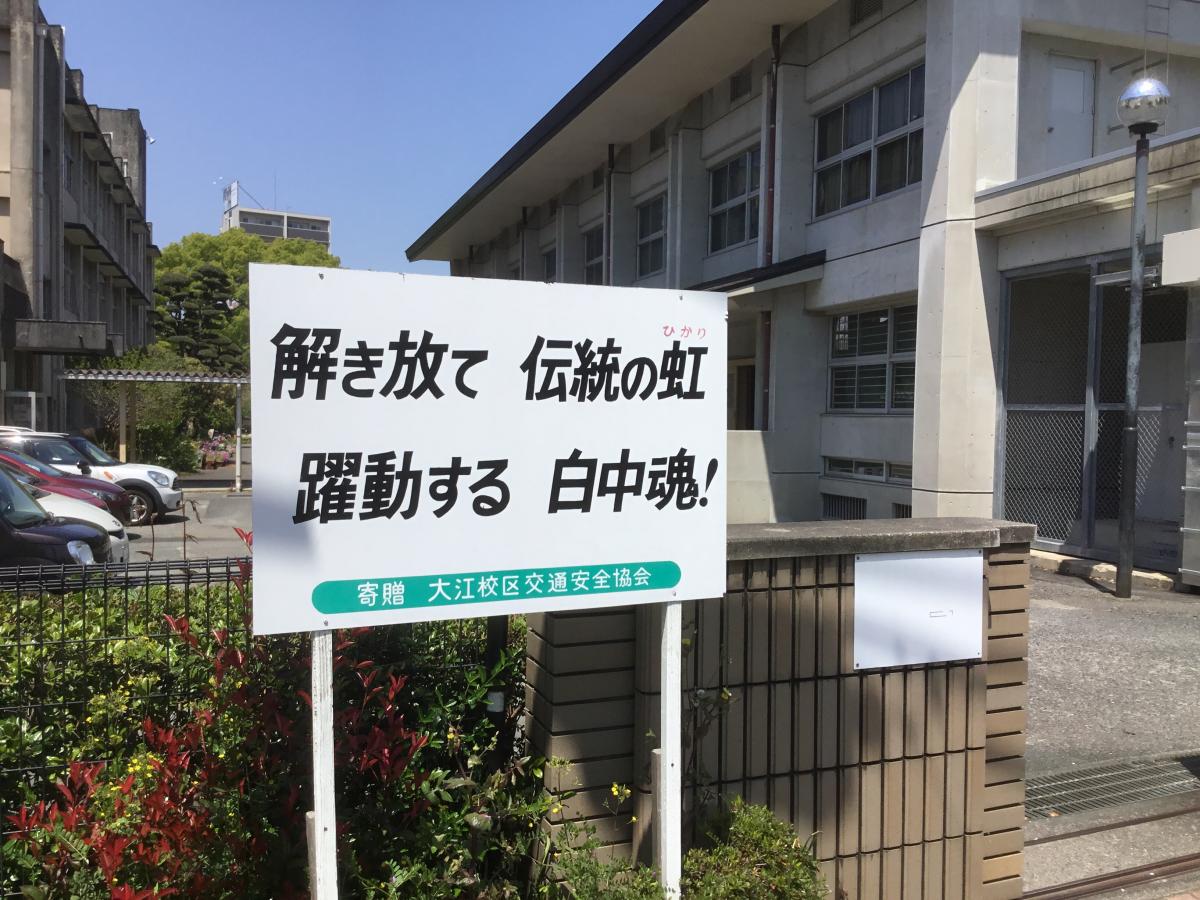 ひかり
解き放て 伝統の虹
躍動する 白中魂!
寄贈 大江校区交通安全協会